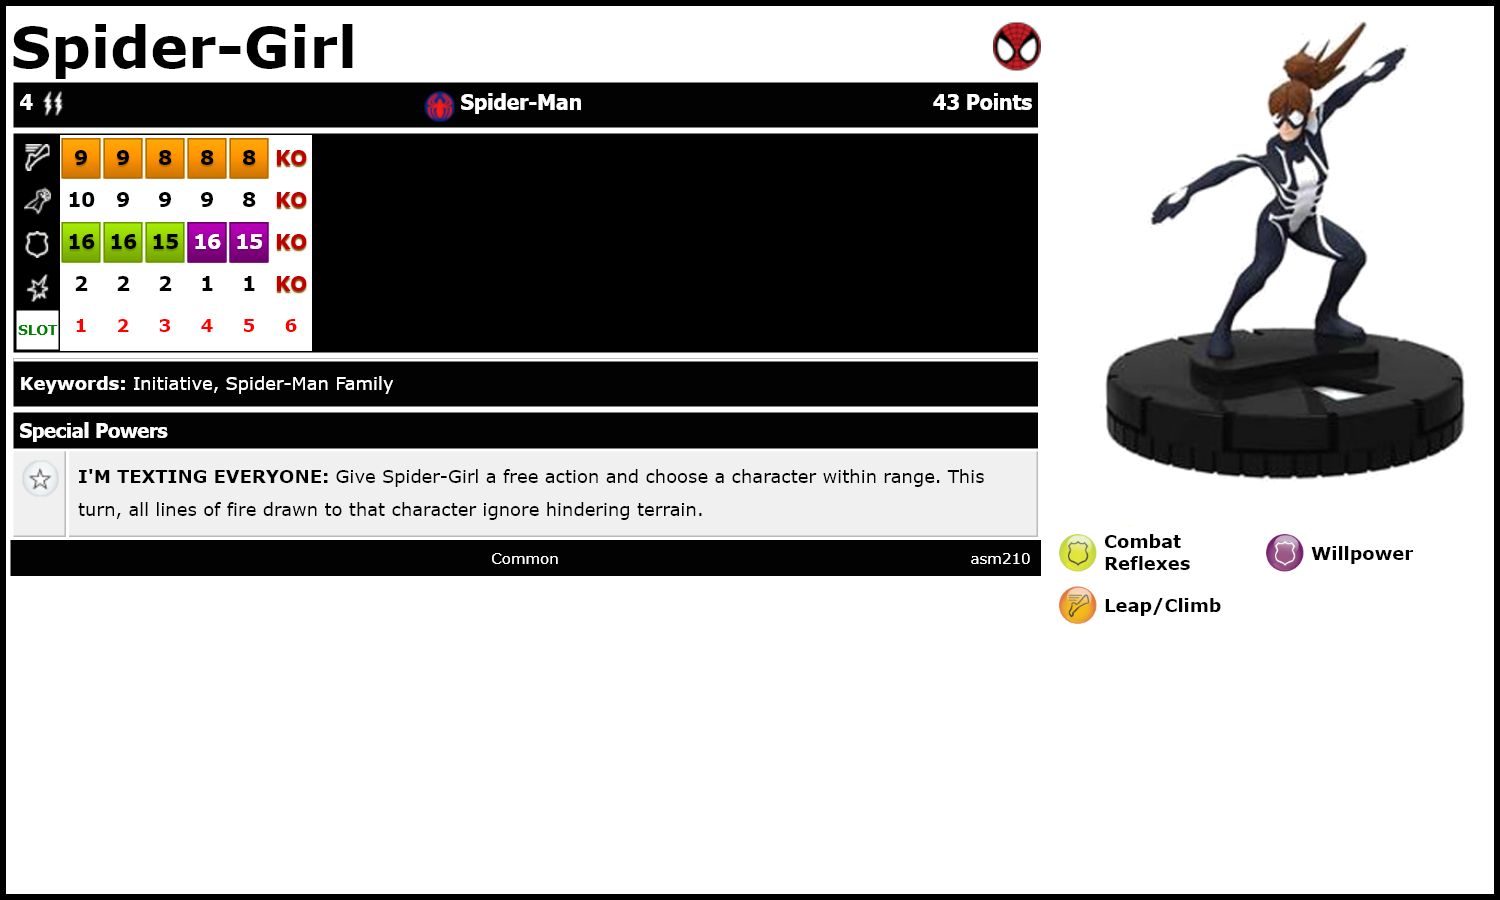 Spider-Girl
4 Spider-Man 43 Points
9 9 8 8 8 KO
10 9 9 9 8 KO
16 16 15 16 15 KO
2 2 2 1 1 KO
SLOT 1 2 3 4 5 6
Keywords: Initiative, Spider-Man Family
Special Powers
I'M TEXTING EVERYONE: Give Spider-Girl a free action and choose a character within range. This
turn, all lines of fire drawn to that character ignore hindering terrain.
Common asm210
Combat
Reflexes
Willpower
Leap/Climb